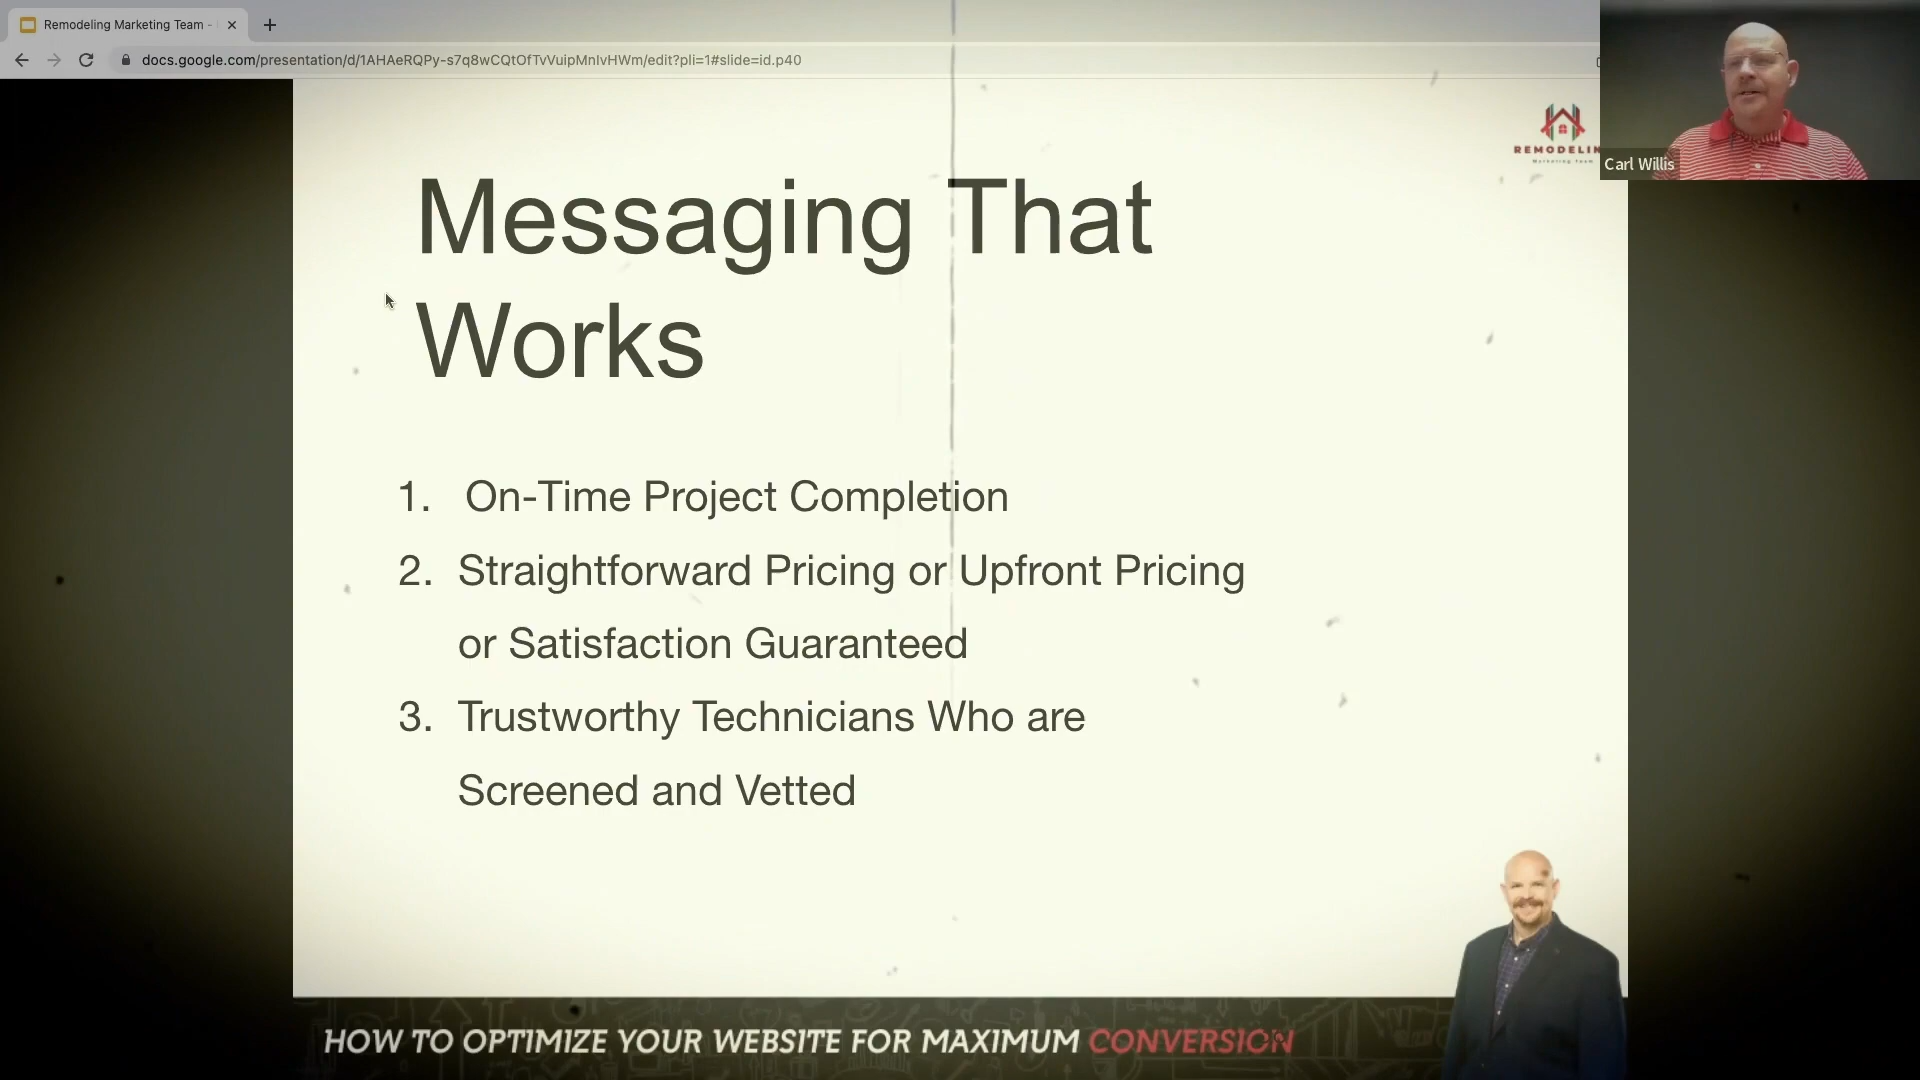 Remodeling Marketing Team -
docs.google.com/presentation/d/1AHAeRQPy-s7q8wCQtOfTvVuipMnIvHWm/edit?pli=1#slide=id.p40
REMODELIN
Marketing Team
Carl Willis
Messaging That
Works
1. On-Time Project Completion
2. Straightforward Pricing or Upfront Pricing
or Satisfaction Guaranteed
3. Trustworthy Technicians Who are
Screened and Vetted
HOW TO OPTIMIZE YOUR WEBSITE FOR MAXIMUM CONVERSION